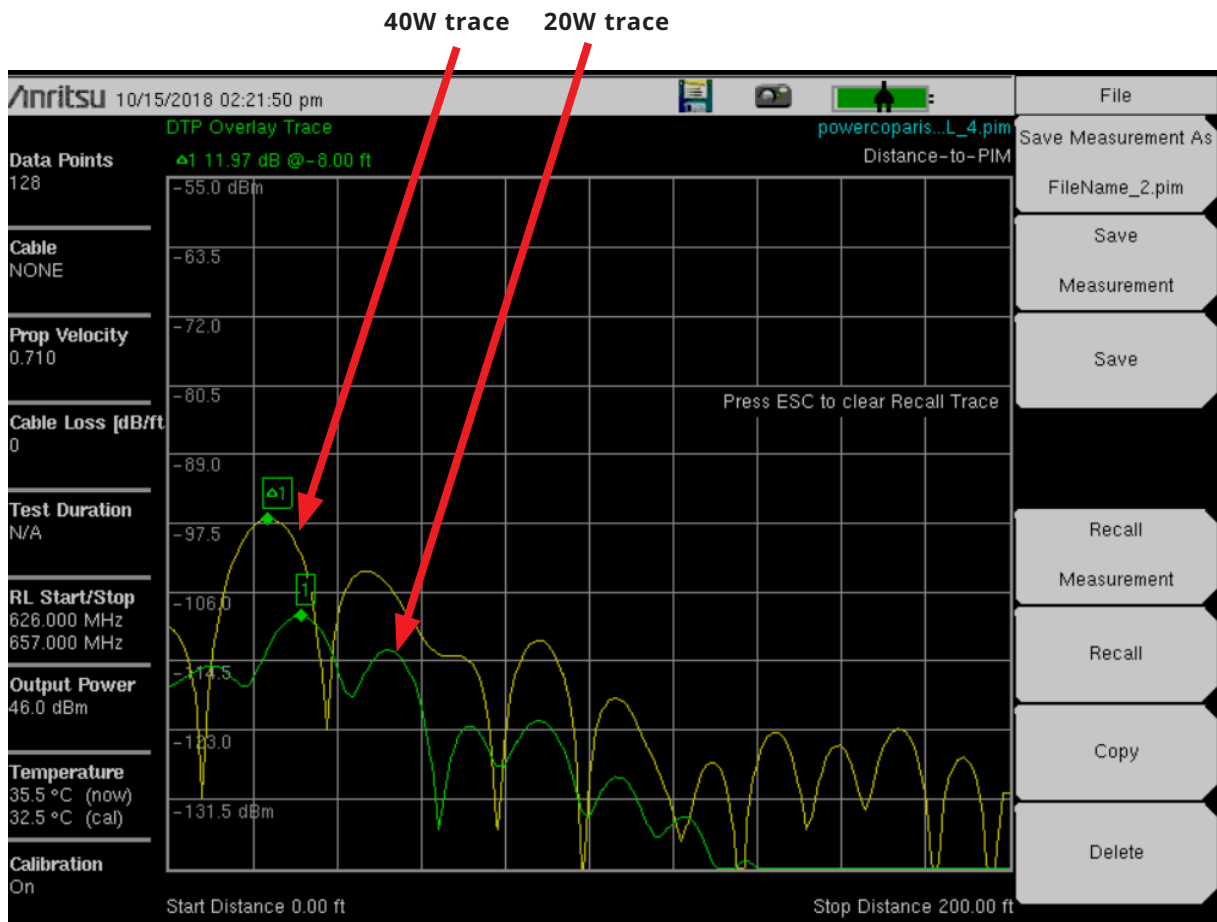 40W trace 20W trace
Anritsu 10/15/2018 02:21:50 pm
DTP Overlay Trace
powercoparis...L_4.pim
△1 11.97 dB @-8.00 ft
Distance-to-PIM
Data Points
128
Cable
NONE
Prop Velocity
0.710
Cable Loss [dB/ft
0
Test Duration
N/A
RL Start/Stop
626.000 MHz
657.000 MHz
Output Power
46.0 dBm
Temperature
35.5 °C (now)
32.5 °C (cal)
Calibration
On
-55.0 dBm
-63.5
-72.0
-80.5
Press ESC to clear Recall Trace
-89.0
△1
-97.5
1
-106.0
-114.5
-123.0
-131.5 dBm
Start Distance 0.00 ft
Stop Distance 200.00 ft
File
Save Measurement As
FileName_2.pim
Save
Measurement
Save
Recall
Measurement
Recall
Copy
Delete